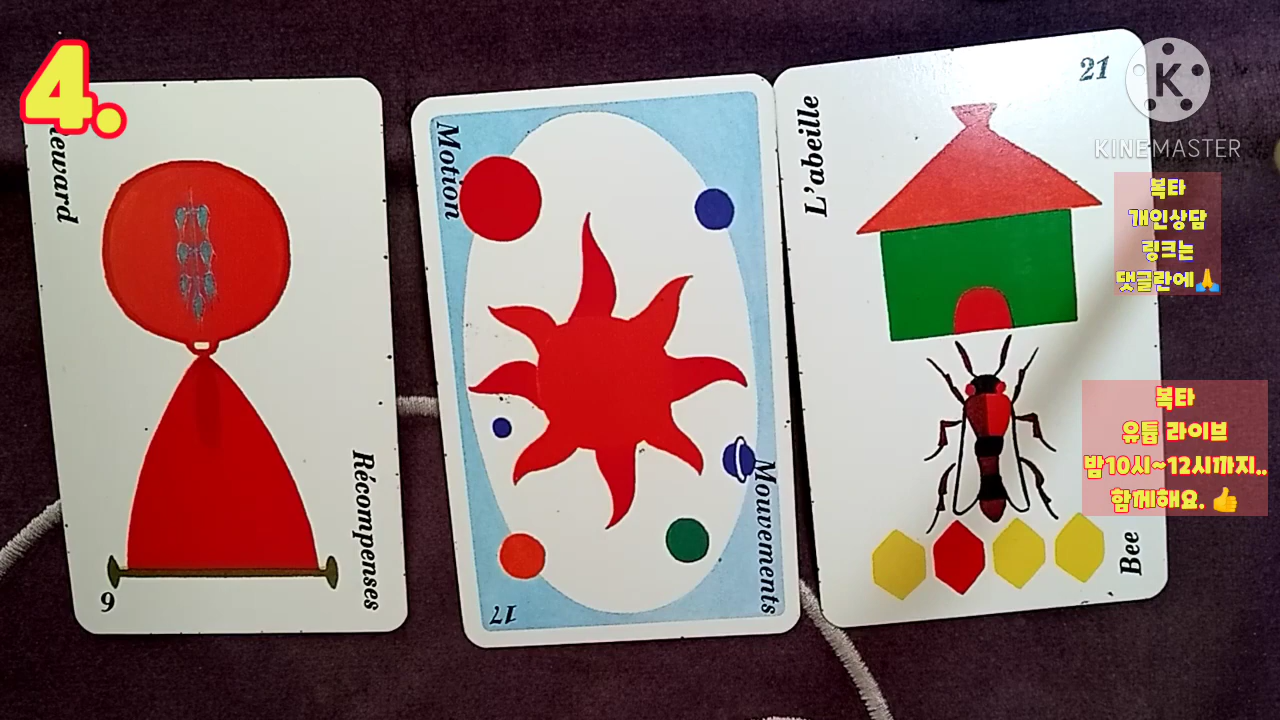 4.
Reward
Récompenses
6
Motion
Mouvements
17
21
L'abeille
Bee
KINEMASTER
복타
개인상담
링크는
댓글란에🙏
복타
유튭 라이브
밤10시~12시까지..
함께해요. 👍